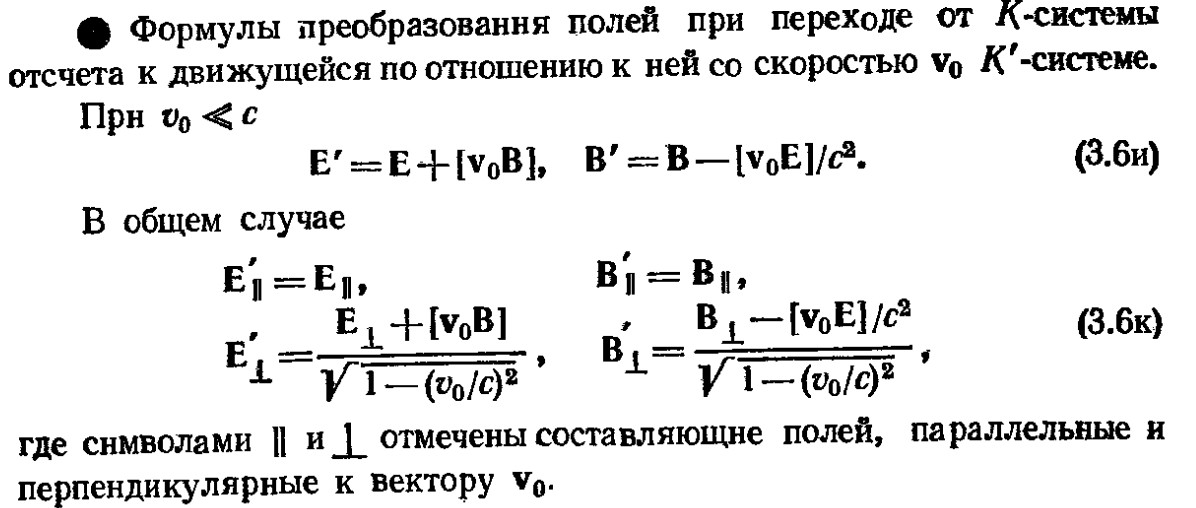 ● Формулы преобразования полей при переходе от K-системы
отсчета к движущейся по отношению к ней со скоростью v₀ K′-системе.
При v₀ ≪ c
E′ = E + [v₀B], B′ = B — [v₀E]/c². (3.6и)
В общем случае
E′∥ = E∥, B′∥ = B∥,
E′⊥ = (E⊥ + [v₀B]) / √(1 — (v₀/c)²), B′⊥ = (B⊥ — [v₀E]/c²) / √(1 — (v₀/c)²), (3.6к)
где символами ∥ и ⊥ отмечены составляющие полей, параллельные и
перпендикулярные к вектору v₀.